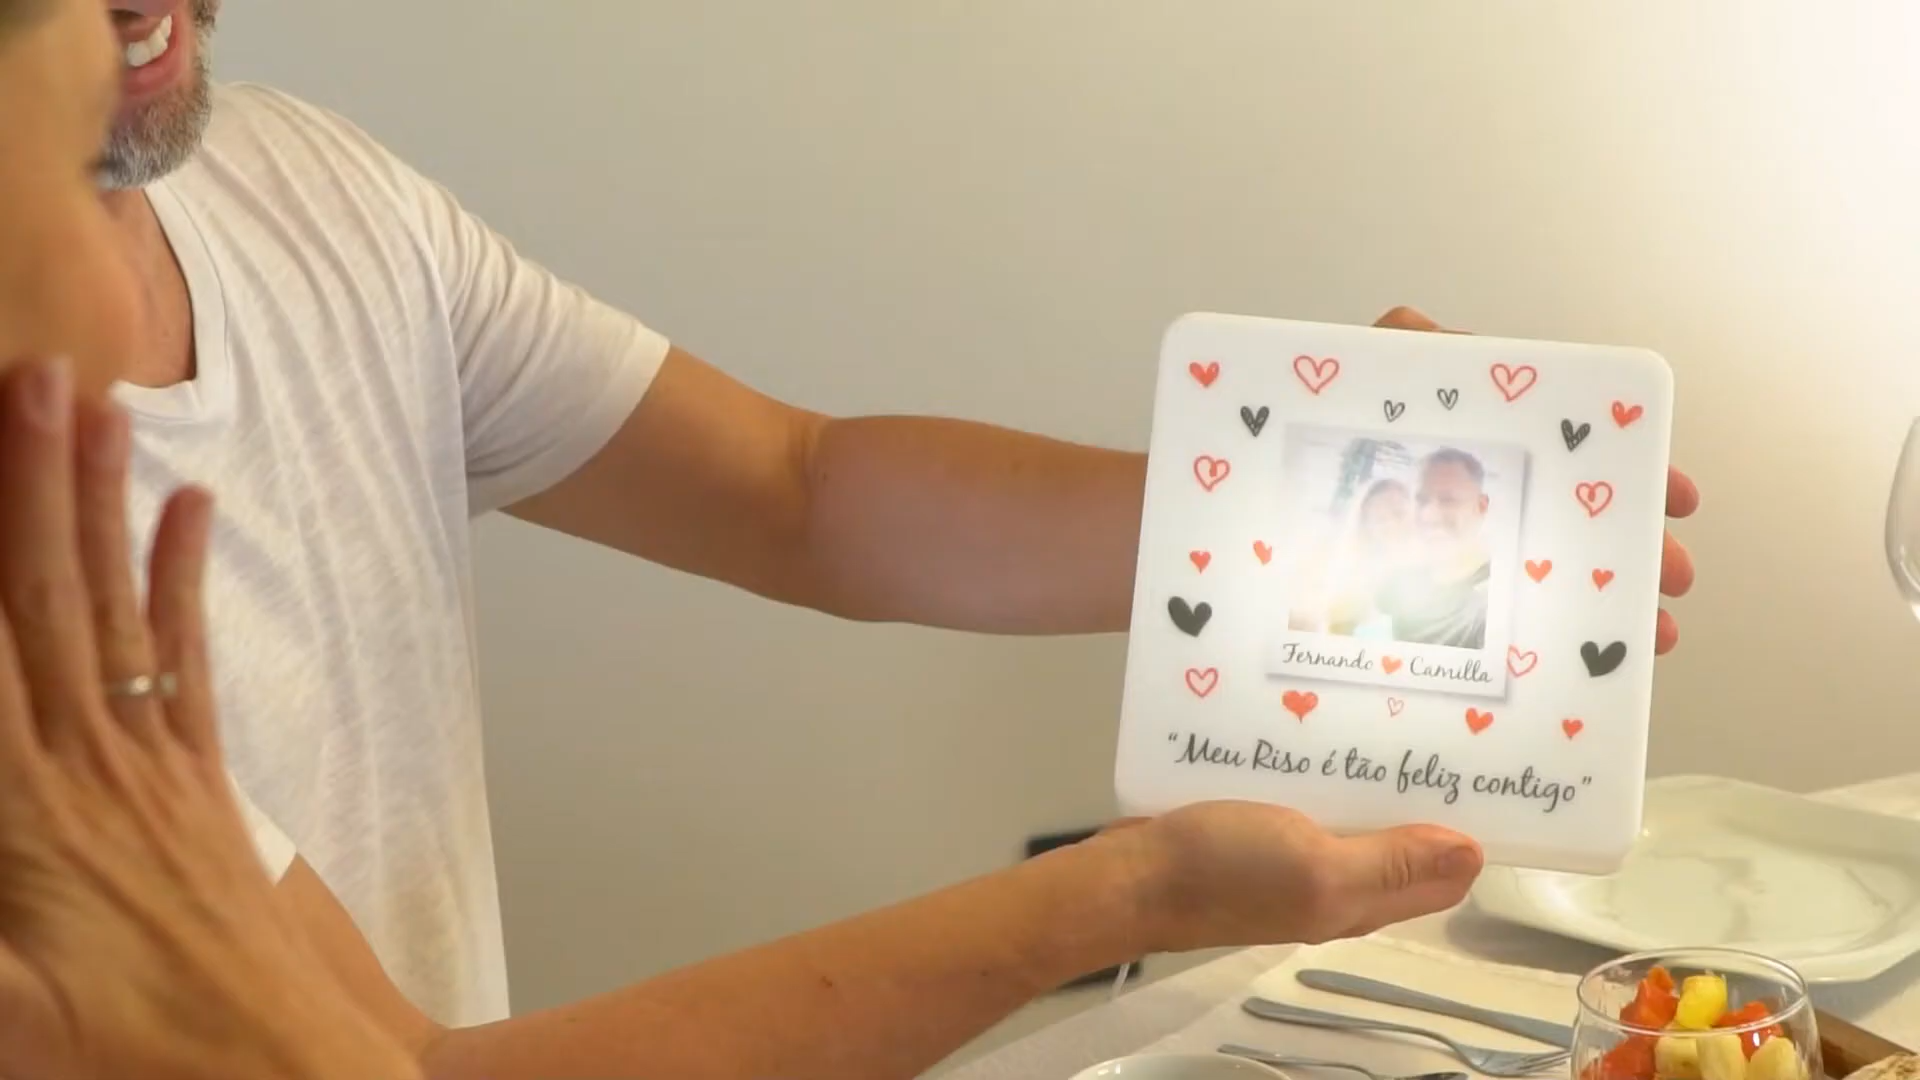 Fernando ❤ Camilla
“Meu Riso é tão feliz contigo”